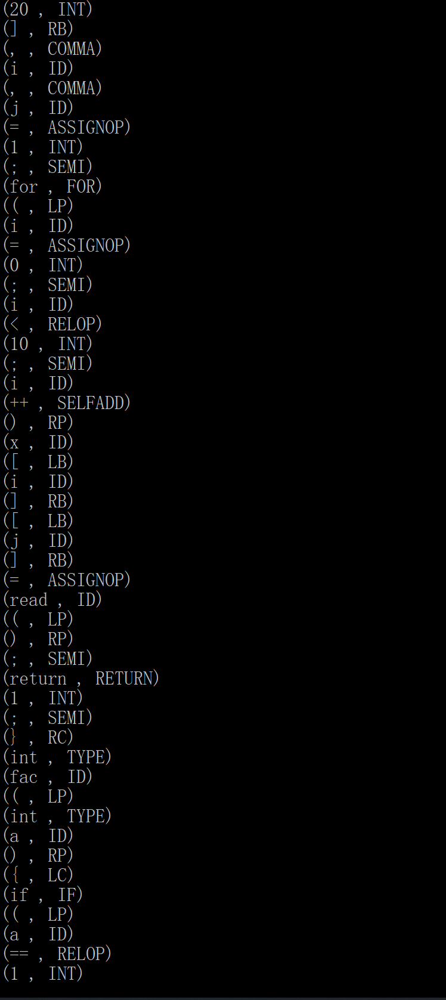 (20 , INT)
(] , RB)
(, , COMMA)
(i , ID)
(, , COMMA)
(j , ID)
(= , ASSIGNOP)
(1 , INT)
(; , SEMI)
(for , FOR)
(( , LP)
(i , ID)
(= , ASSIGNOP)
(0 , INT)
(; , SEMI)
(i , ID)
(< , RELOP)
(10 , INT)
(; , SEMI)
(i , ID)
(++ , SELFADD)
() , RP)
(x , ID)
([ , LB)
(i , ID)
(] , RB)
([ , LB)
(j , ID)
(] , RB)
(= , ASSIGNOP)
(read , ID)
(( , LP)
() , RP)
(; , SEMI)
(return , RETURN)
(1 , INT)
(; , SEMI)
(} , RC)
(int , TYPE)
(fac , ID)
(( , LP)
(int , TYPE)
(a , ID)
() , RP)
({ , LC)
(if , IF)
(( , LP)
(a , ID)
(== , RELOP)
(1 , INT)